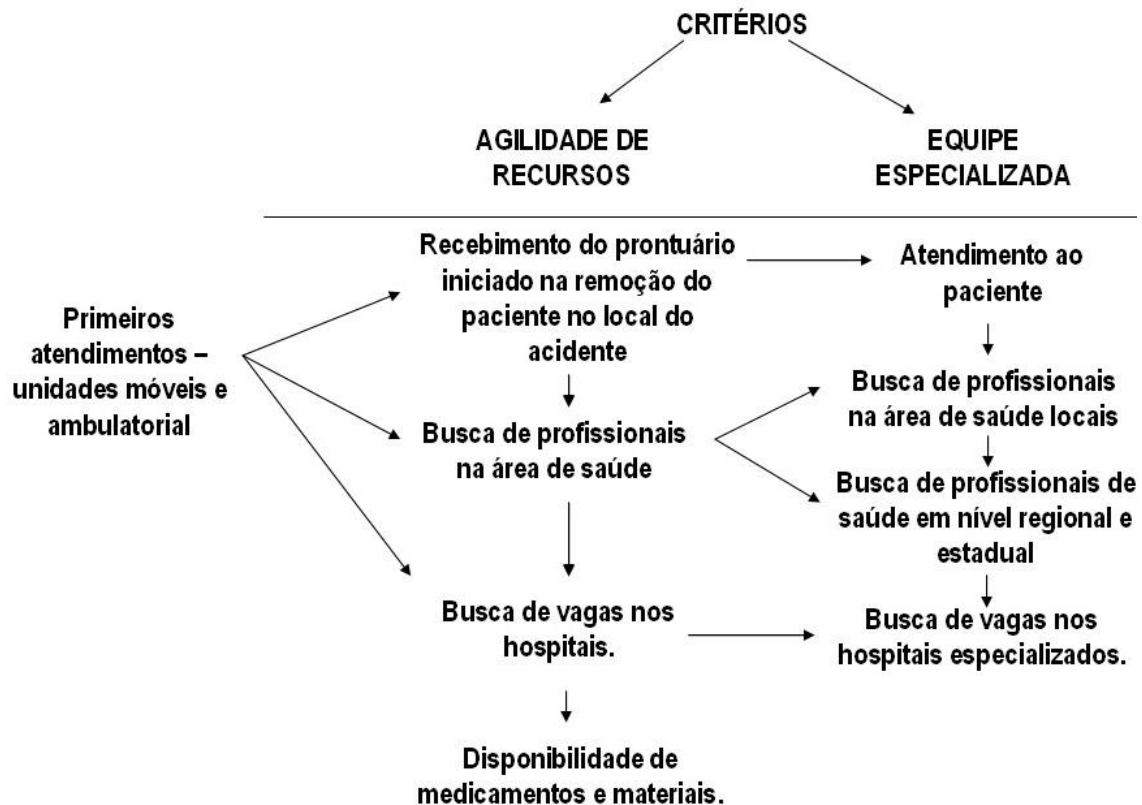 CRITÉRIOS
AGILIDADE DE
RECURSOS
EQUIPE
ESPECIALIZADA
Primeiros
atendimentos –
unidades móveis e
ambulatorial
Recebimento do prontuário
iniciado na remoção do
paciente no local do
acidente
Atendimento ao
paciente
Busca de profissionais
na área de saúde
Busca de profissionais
na área de saúde locais
Busca de profissionais de
saúde em nível regional e
estadual
Busca de vagas nos
hospitais.
Busca de vagas nos
hospitais especializados.
Disponibilidade de
medicamentos e materiais.